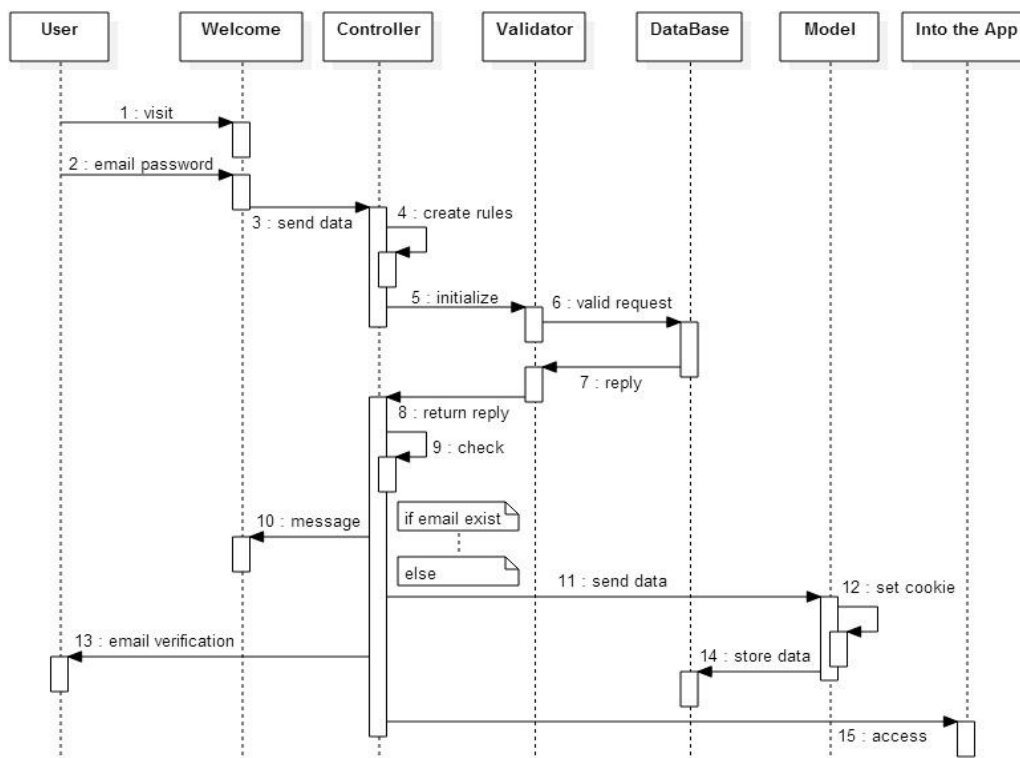 User
Welcome
Controller
Validator
DataBase
Model
Into the App
1 : visit
2 : email password
3 : send data
4 : create rules
5 : initialize
6 : valid request
7 : reply
8 : return reply
9 : check
if email exist
10 : message
else
11 : send data
12 : set cookie
13 : email verification
14 : store data
15 : access